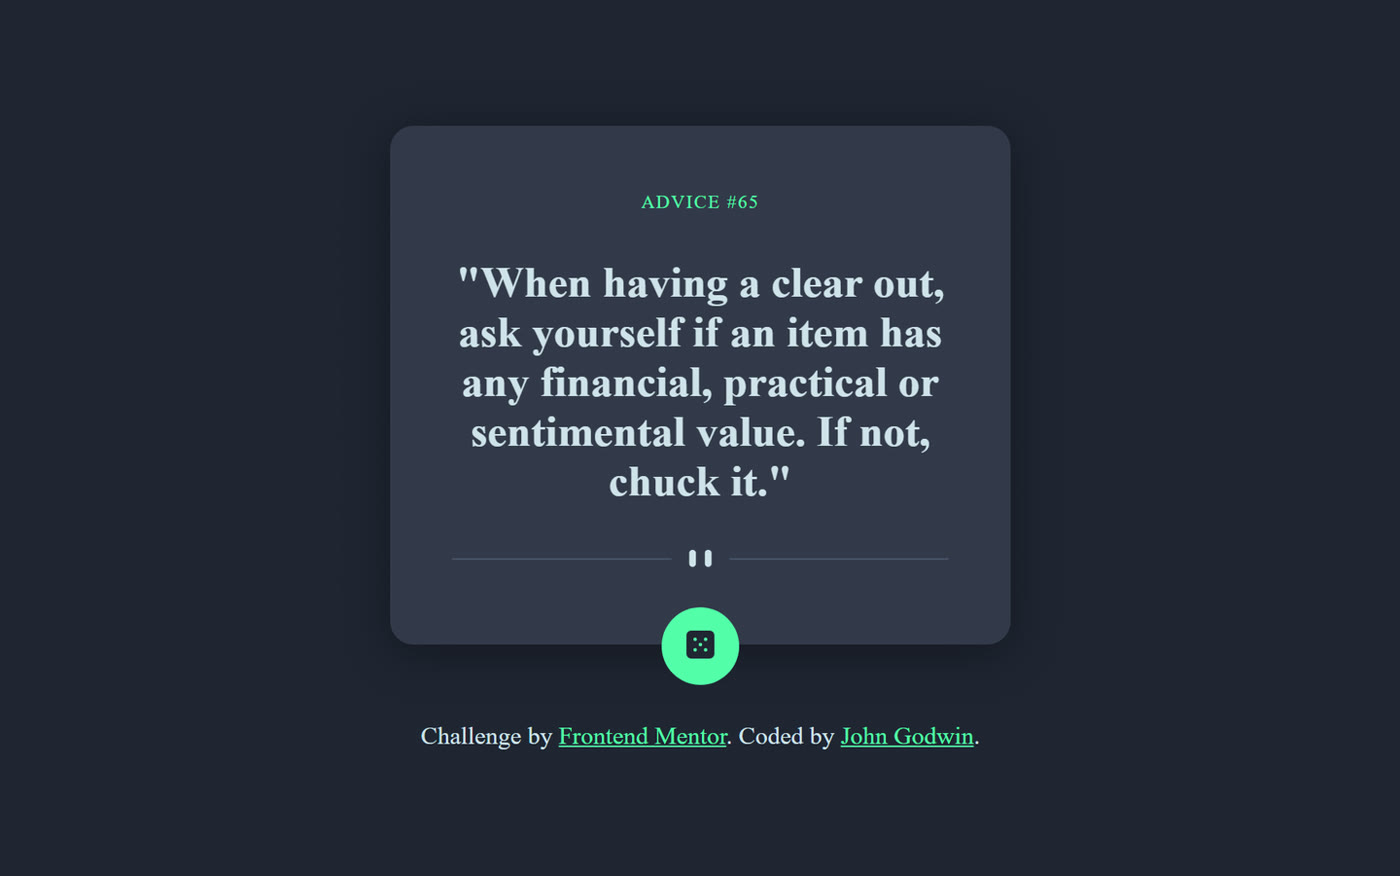 ADVICE #65
"When having a clear out,
ask yourself if an item has
any financial, practical or
sentimental value. If not,
chuck it."
Challenge by Frontend Mentor. Coded by John Godwin.